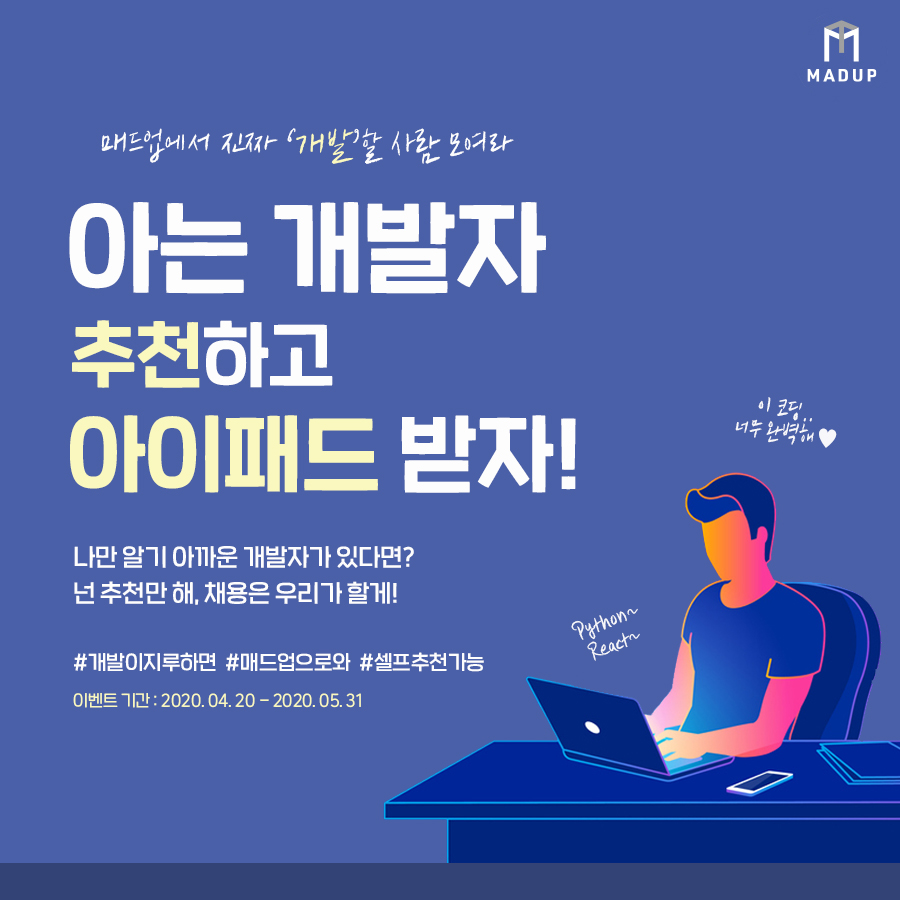 MADUP
매드업에서 진짜 '개발'할 사람 모여라
아는 개발자
추천하고
아이패드 받자!
이 코딩..
너무 완벽해♥
나만 알기 아까운 개발자가 있다면?
넌 추천만 해, 채용은 우리가 할게!
Python~
React~
#개발이지루하면 #매드업으로와 #셀프추천가능
이벤트 기간 : 2020. 04. 20 - 2020. 05. 31